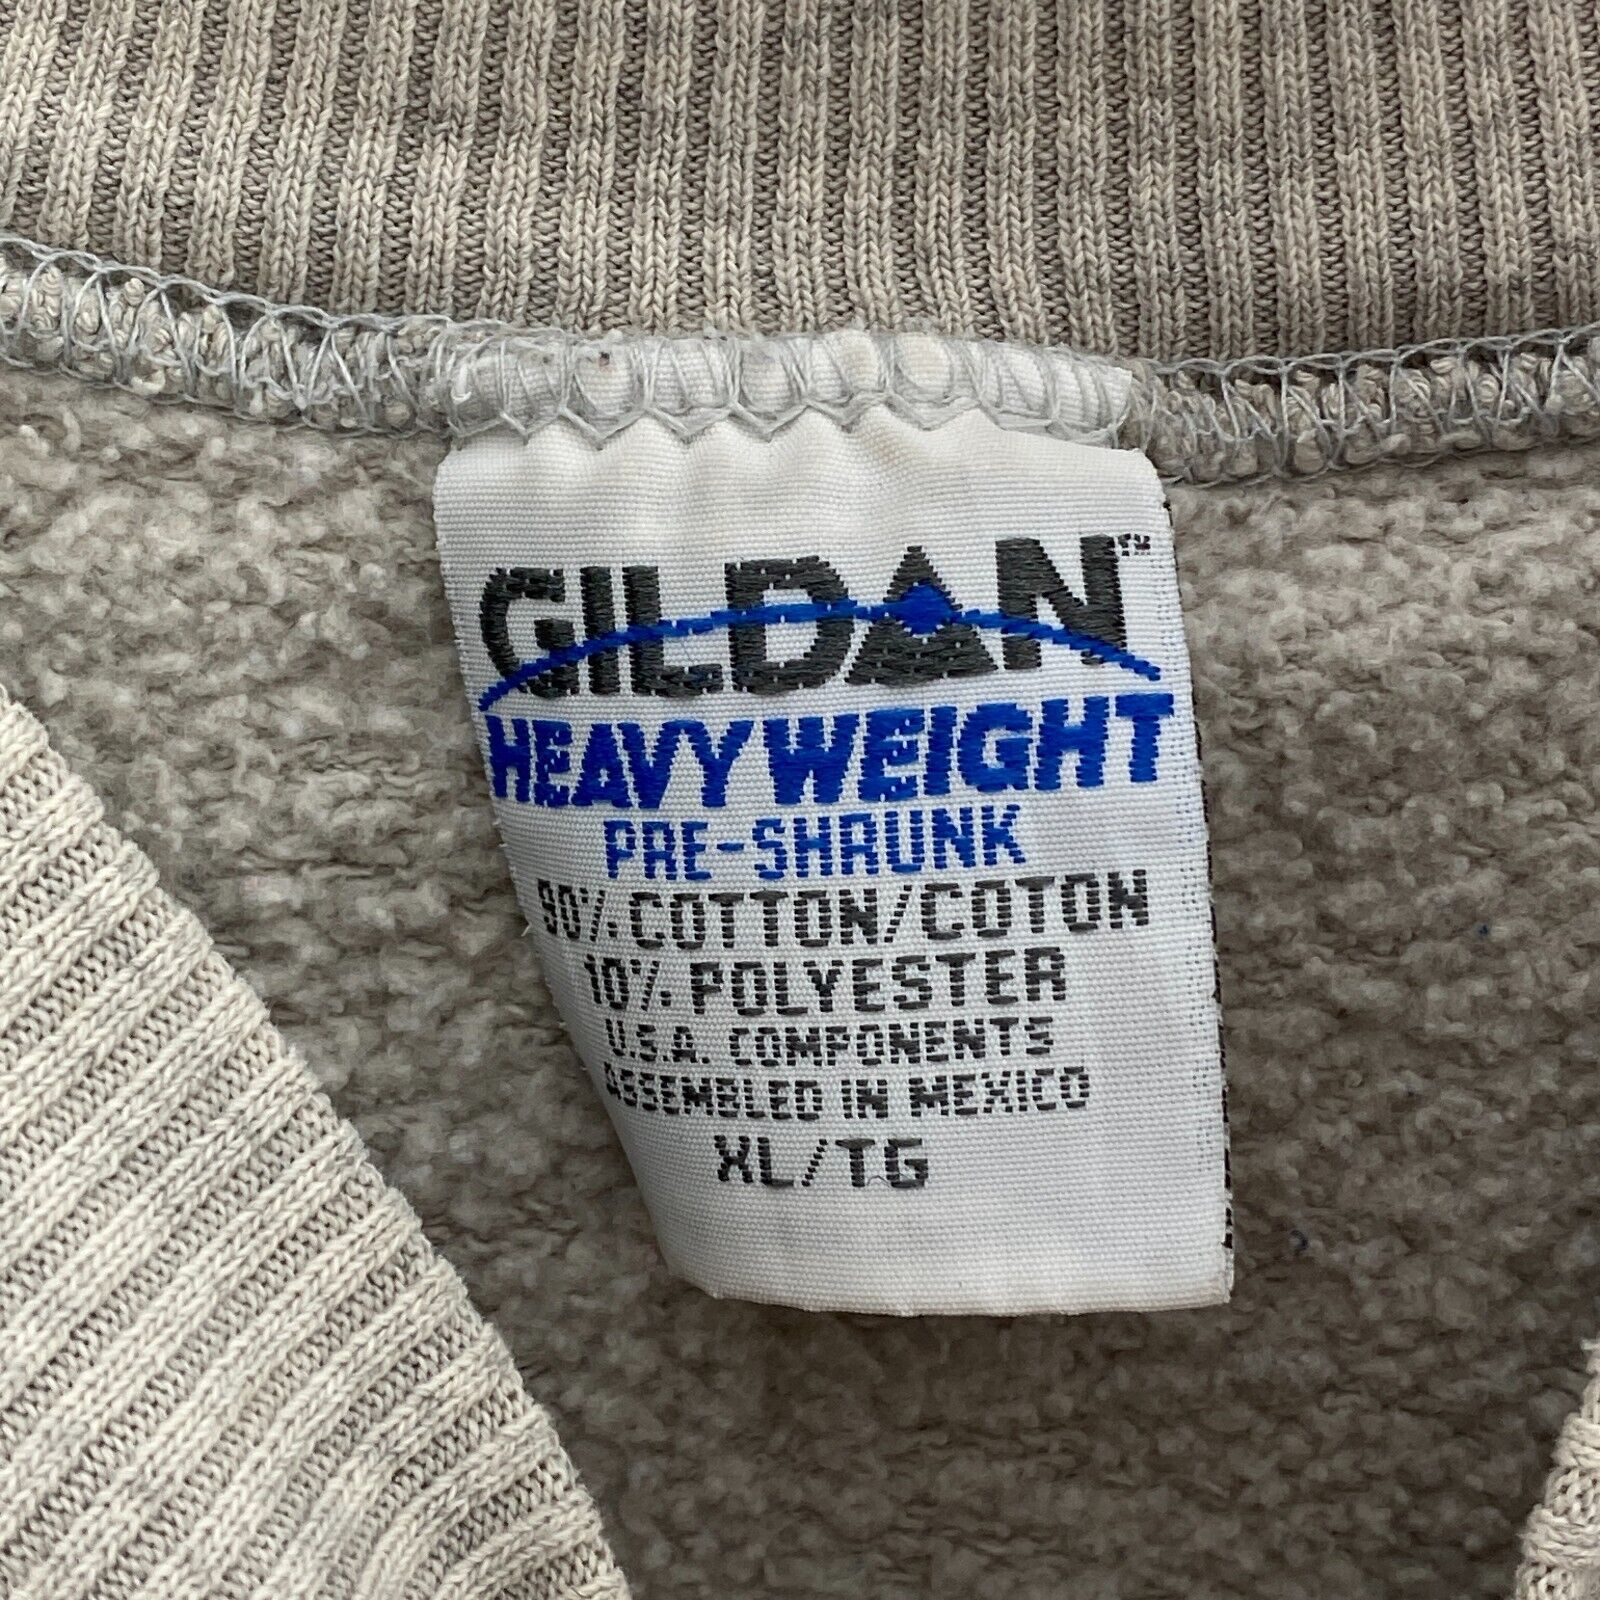 GILDAN™
HEAVYWEIGHT
PRE-SHRUNK
90% COTTON/COTON
10% POLYESTER
U.S.A. COMPONENTS
ASSEMBLED IN MEXICO
XL/TG